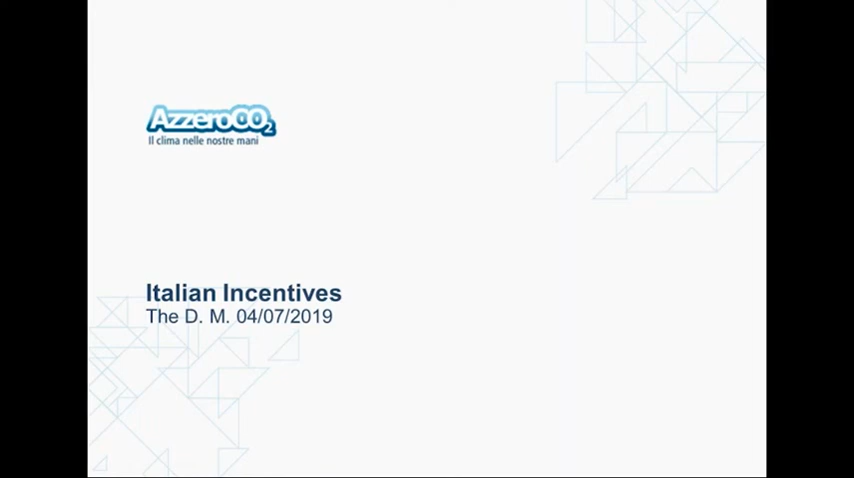 AzzeroCO2
Il clima nelle nostre mani
Italian Incentives
The D. M. 04/07/2019